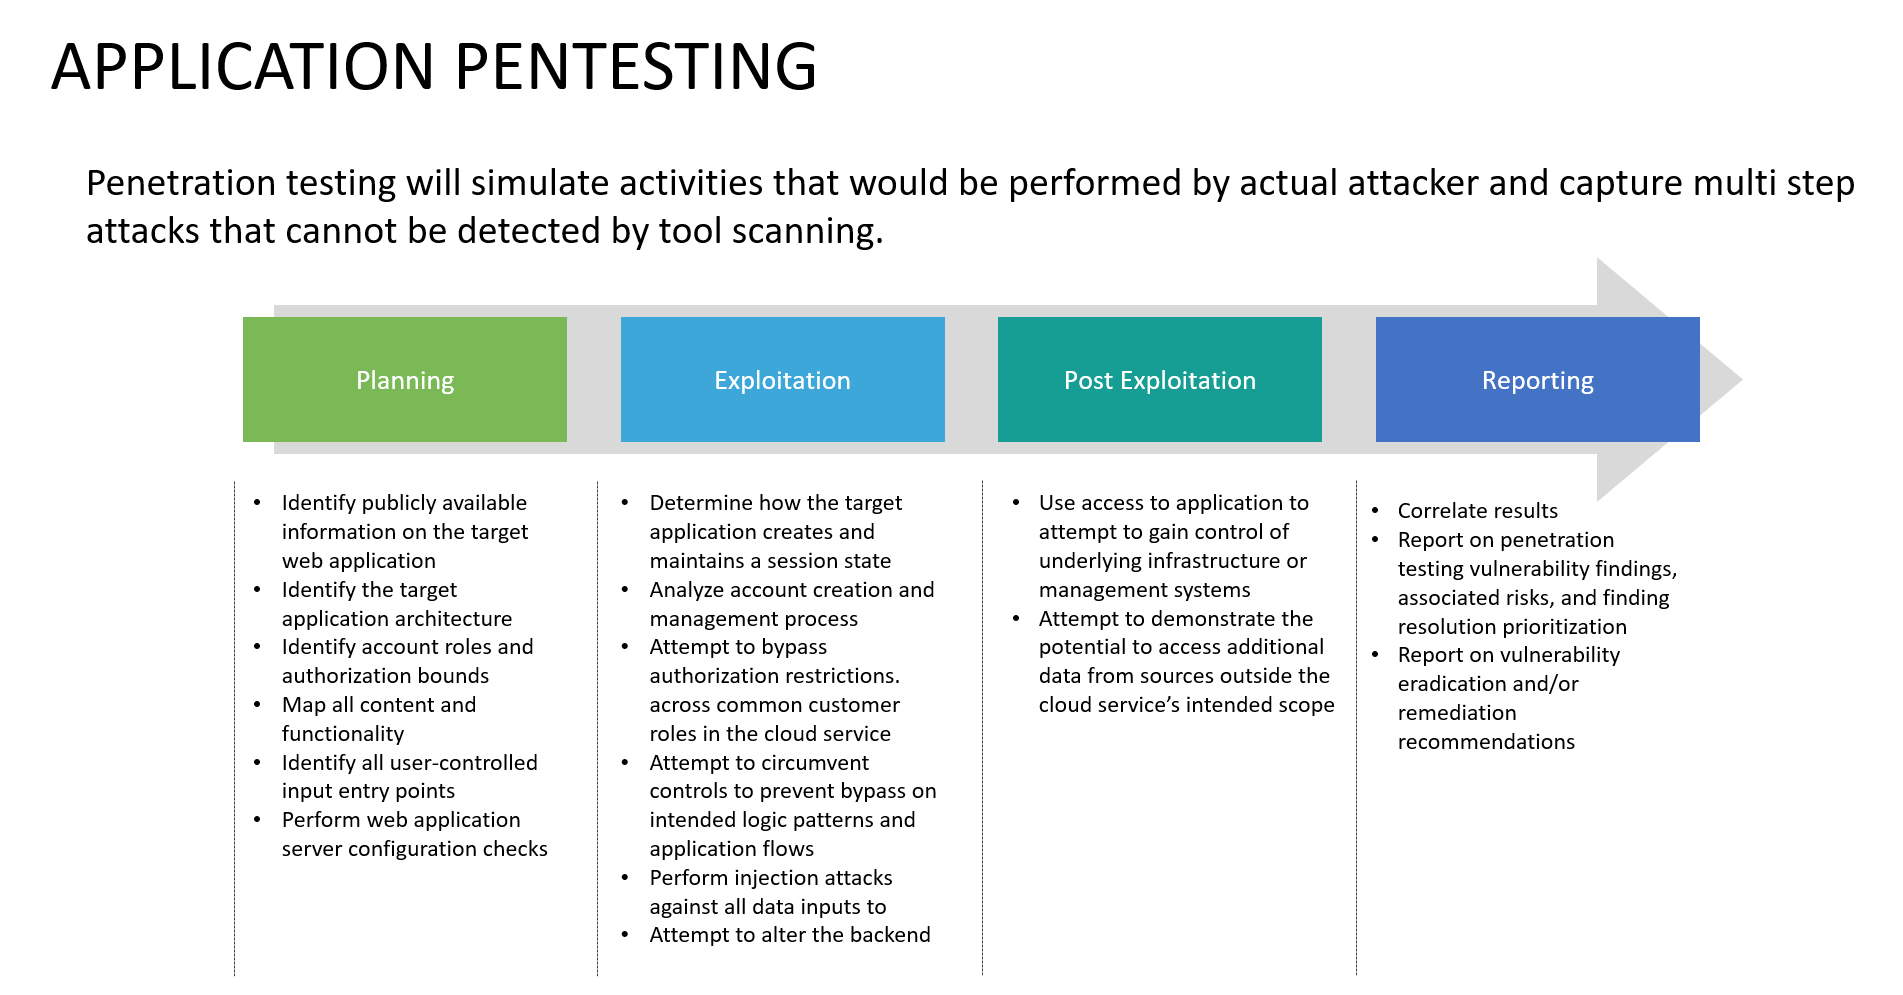 APPLICATION PENTESTING
Penetration testing will simulate activities that would be performed by actual attacker and capture multi step
attacks that cannot be detected by tool scanning.
Planning
Exploitation
Post Exploitation
Reporting
• Identify publicly available
information on the target
web application
• Identify the target
application architecture
• Identify account roles and
authorization bounds
• Map all content and
functionality
• Identify all user-controlled
input entry points
• Perform web application
server configuration checks
• Determine how the target
application creates and
maintains a session state
• Analyze account creation and
management process
• Attempt to bypass
authorization restrictions.
across common customer
roles in the cloud service
• Attempt to circumvent
controls to prevent bypass on
intended logic patterns and
application flows
• Perform injection attacks
against all data inputs to
• Attempt to alter the backend
• Use access to application to
attempt to gain control of
underlying infrastructure or
management systems
• Attempt to demonstrate the
potential to access additional
data from sources outside the
cloud service’s intended scope
• Correlate results
• Report on penetration
testing vulnerability findings,
associated risks, and finding
resolution prioritization
• Report on vulnerability
eradication and/or
remediation
recommendations